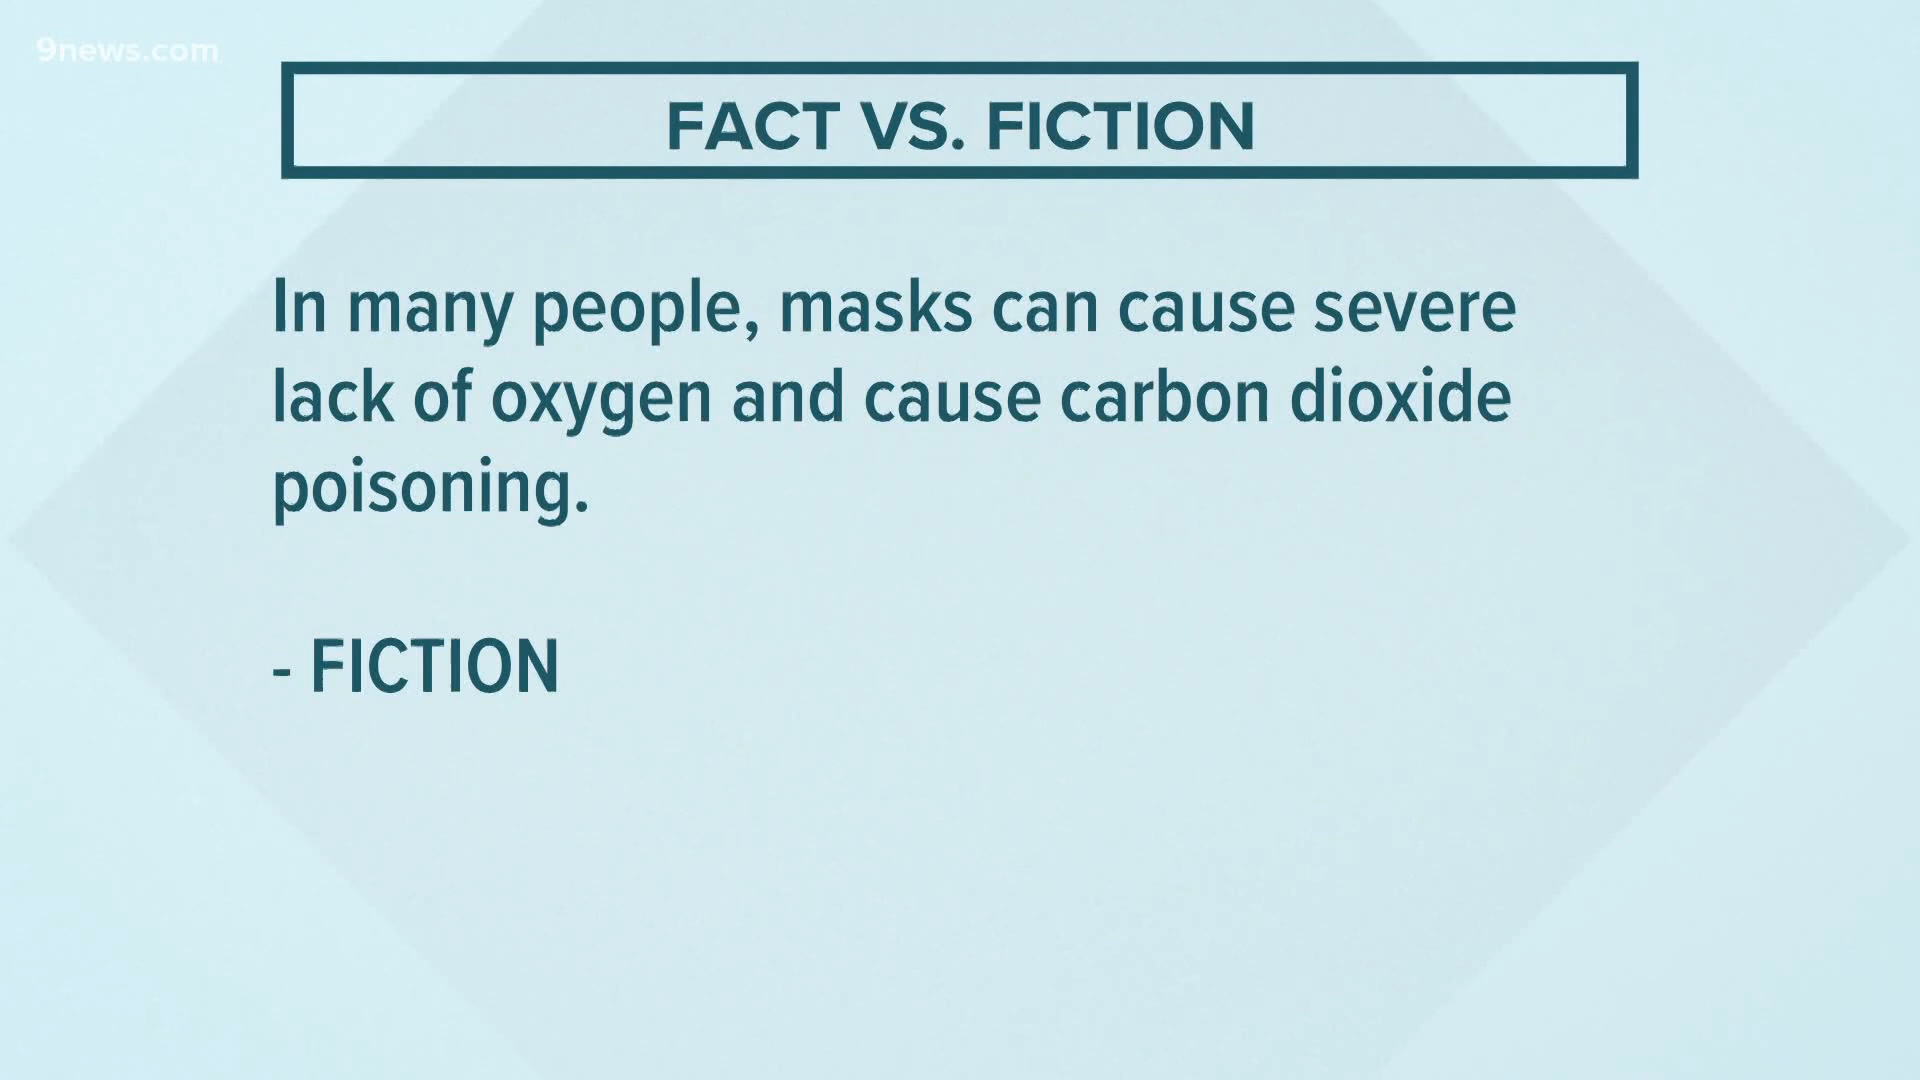 9news.com
FACT VS. FICTION
In many people, masks can cause severe
lack of oxygen and cause carbon dioxide
poisoning.
- FICTION